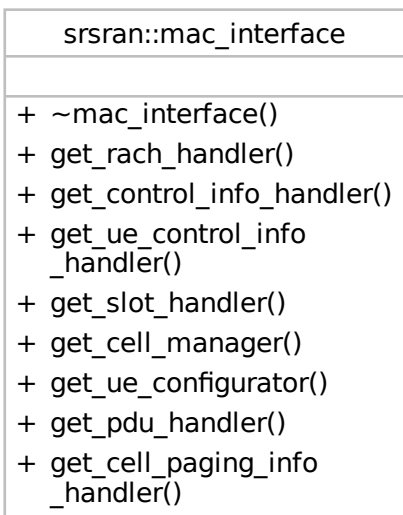 srsran::mac_interface
+ ~mac_interface()
+ get_rach_handler()
+ get_control_info_handler()
+ get_ue_control_info
_handler()
+ get_slot_handler()
+ get_cell_manager()
+ get_ue_configurator()
+ get_pdu_handler()
+ get_cell_paging_info
_handler()